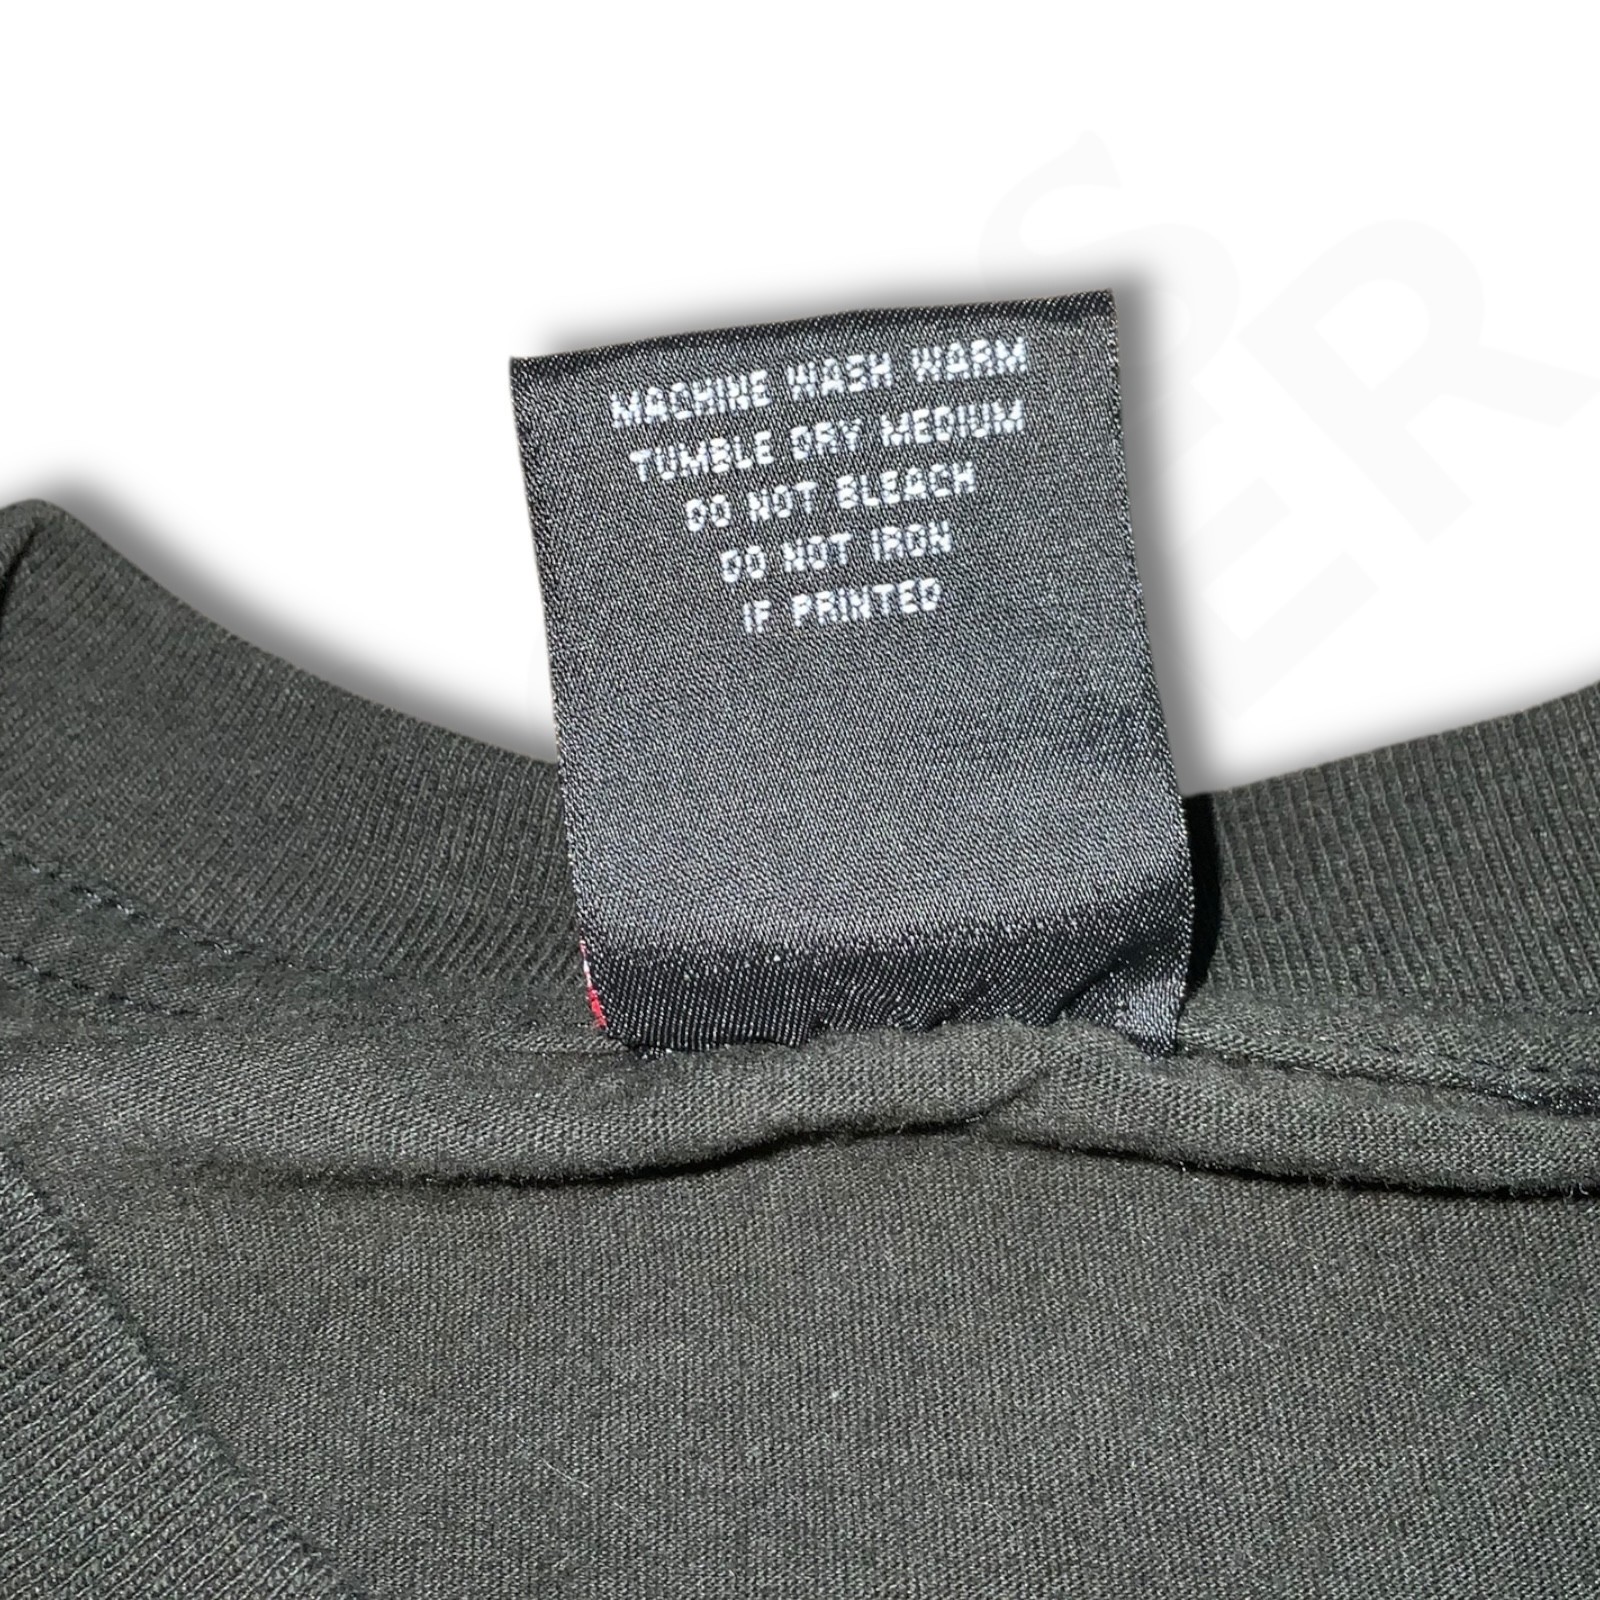 MACHINE WASH WARM
TUMBLE DRY MEDIUM
DO NOT BLEACH
DO NOT IRON
IF PRINTED